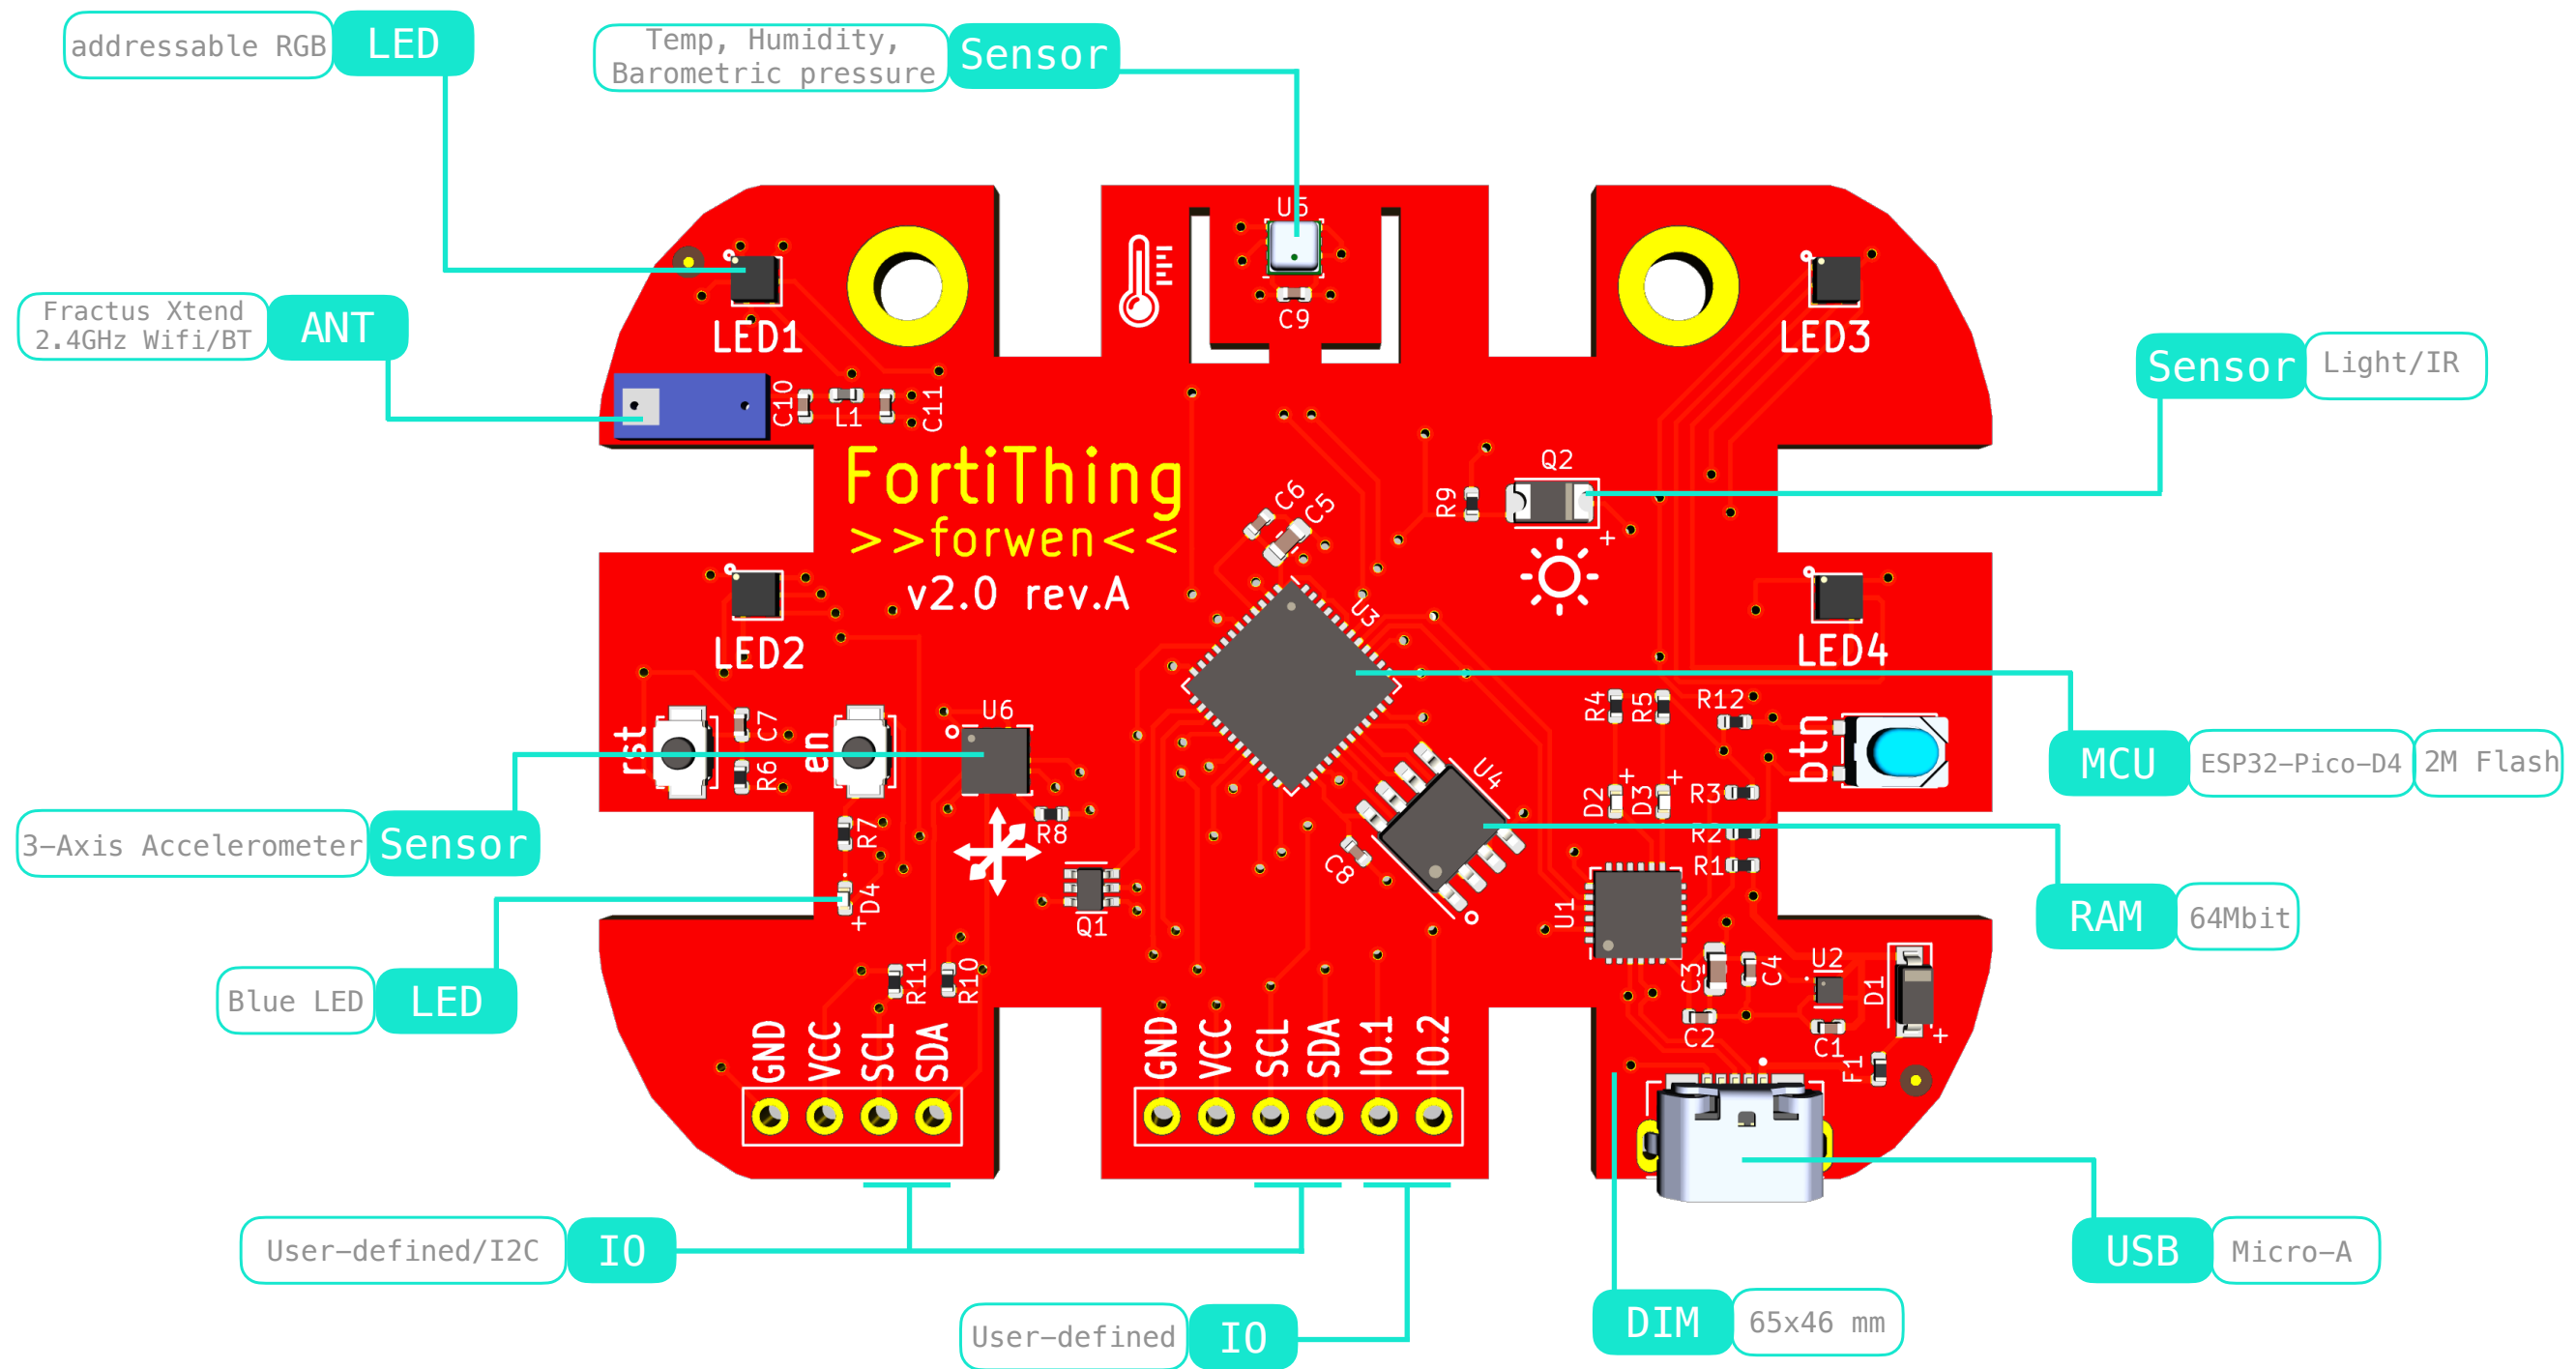 addressable RGB LED
Temp, Humidity,
Barometric pressure
Sensor
U5
C9
LED1
LED3
Fractus Xtend
2.4GHz Wifi/BT
ANT
Sensor Light/IR
C10
L1
C11
FortiThing
>>forwen<<
v2.0 rev.A
C6
C5
R9
Q2
+
U3
LED2
LED4
rst
C7
R6
en
U6
R4
R5
R12
btn
MCU ESP32-Pico-D4 2M Flash
3-Axis Accelerometer Sensor
R7
R8
U4
C8
+
D2
+
D3
R3
R2
R1
RAM 64Mbit
D4
+
Q1
U1
Blue LED LED
R11
R10
C3
C4
U2
D1
+
C2
C1
F1
GND
VCC
SCL
SDA
GND
VCC
SCL
SDA
IO.1
IO.2
User-defined/I2C IO
USB Micro-A
User-defined IO
DIM 65x46 mm